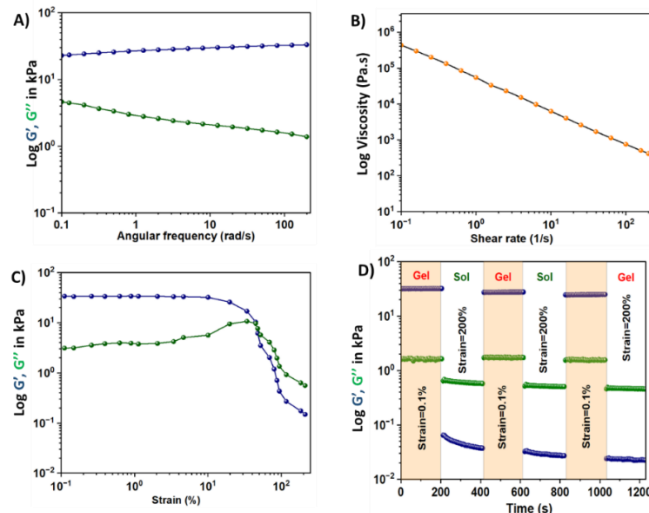 A)
Log G′, G″ in kPa
10²
10¹
10⁰
10⁻¹
0.1 1 10 100
Angular frequency (rad/s)
B)
Log Viscosity (Pa.s)
10⁶
10⁵
10⁴
10³
10²
10¹
10⁻¹ 10⁰ 10¹ 10²
Shear rate (1/s)
C)
Log G′, G″ in kPa
10²
10¹
10⁰
10⁻¹
10⁻²
10⁻¹ 10⁰ 10¹ 10²
Strain (%)
D)
Log G′, G″ in kPa
10²
10¹
10⁰
10⁻¹
10⁻²
Gel Sol Gel Sol Gel
Strain=0.1%
Strain=200%
Strain=0.1%
Strain=200%
Strain=0.1%
Strain=200%
0 200 400 600 800 1000 1200
Time (s)